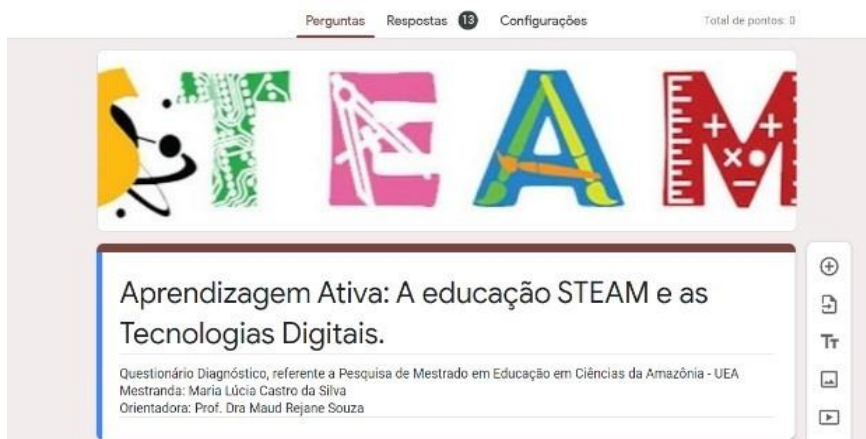 Perguntas Respostas 13 Configurações Total de pontos: 0
STEAM
Aprendizagem Ativa: A educação STEAM e as
Tecnologias Digitais.
Questionário Diagnóstico, referente a Pesquisa de Mestrado em Educação em Ciências da Amazônia - UEA
Mestranda: Maria Lúcia Castro da Silva
Orientadora: Prof. Dra Maud Rejane Souza
Tт